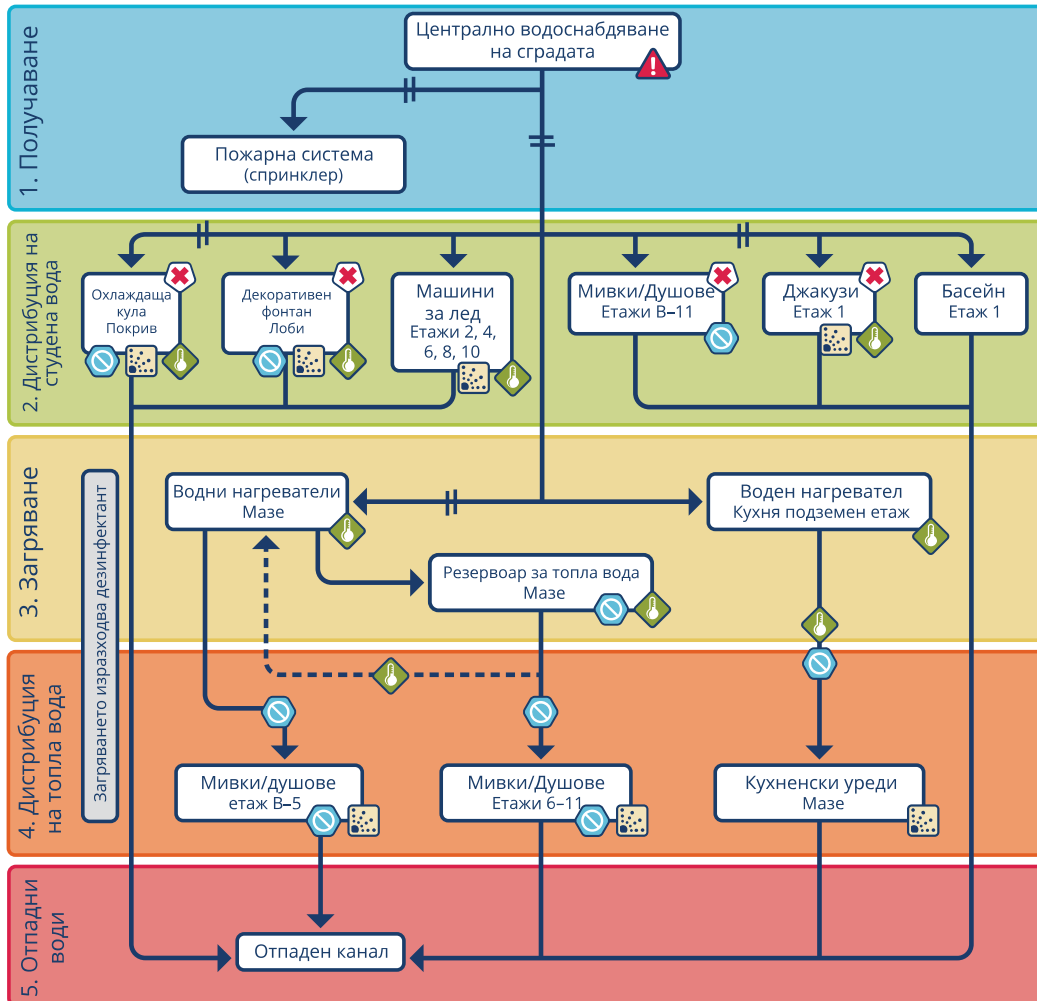 1. Получаване
Централно водоснабдяване
на сградата
Пожарна система
(спринклер)
2. Дистрибуция на
студена вода
Охлаждаща
кула
Покрив
Декоративен
фонтан
Лоби
Машини
за лед
Етажи 2, 4,
6, 8, 10
Мивки/Душове
Етажи B–11
Джакузи
Етаж 1
Басейн
Етаж 1
3. Загряване
Загряването изразходва дезинфектант
Водни нагреватели
Мазе
Воден нагревател
Кухня подземен етаж
Резервоар за топла вода
Мазе
4. Дистрибуция
на топла вода
Мивки/душове
етаж B–5
Мивки/Душове
Етажи 6–11
Кухненски уреди
Мазе
5. Отпадни
води
Отпаден канал